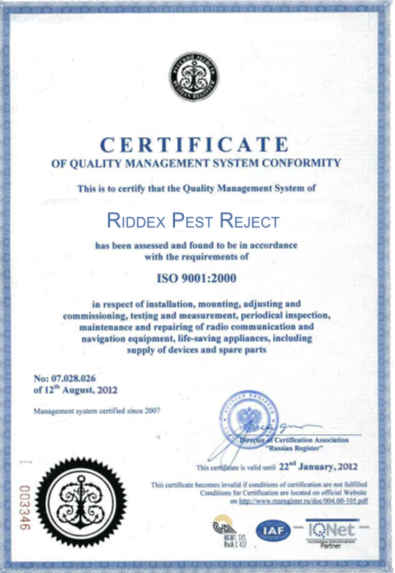 CERTIFICATE
OF QUALITY MANAGEMENT SYSTEM CONFORMITY
This is to certify that the Quality Management System of
RIDDEX PEST REJECT
has been assessed and found to be in accordance
with the requirements of
ISO 9001:2000
in respect of installation, mounting, adjusting and
commissioning, testing and measurement, periodical inspection,
maintenance and repairing of radio communication and
navigation equipment, life-saving appliances, including
supply of devices and spare parts
No: 07.028.026
of 12th August, 2012
Management system certified since 2007
Director of Certification Association
"Russian Register"
This certificate is valid until 22nd January, 2012
This certificate becomes invalid if conditions of certification are not fulfilled
Conditions for Certification are located on official Website
on http://www.rusregister.ru/doc/004.00-105.pdf
003346
IAF
IQNet
Partner